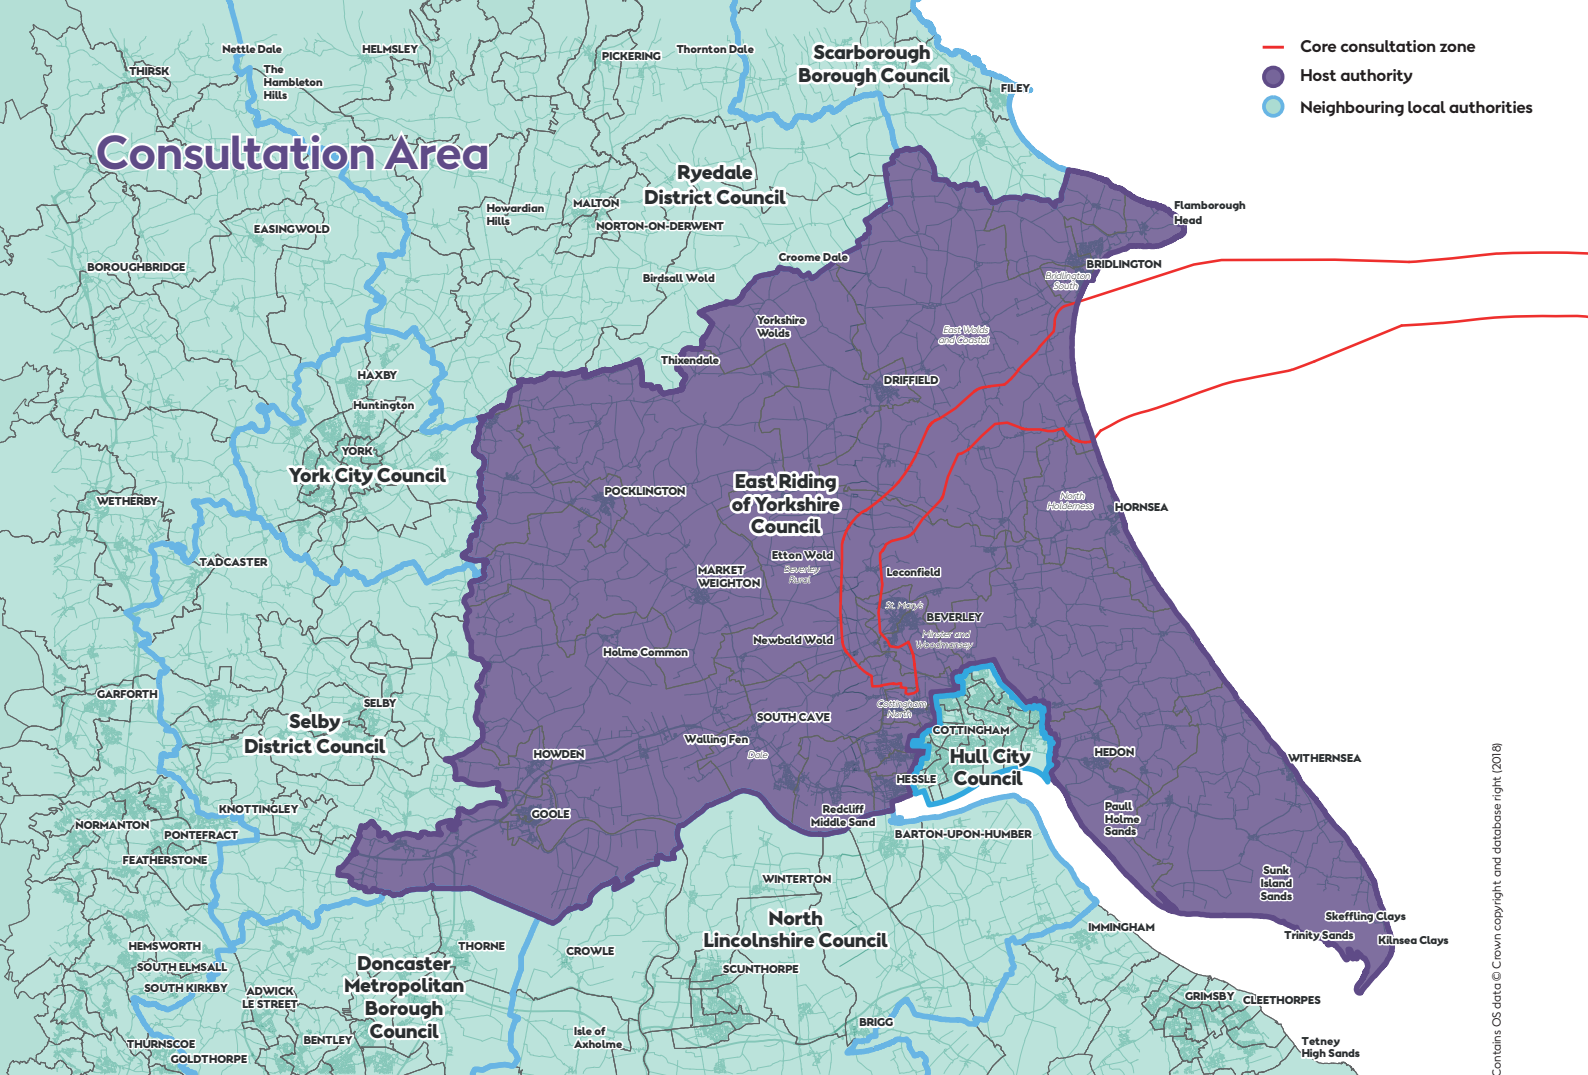 Consultation Area
Core consultation zone
Host authority
Neighbouring local authorities
Nettle Dale
HELMSLEY
PICKERING
Thornton Dale
Scarborough
Borough Council
FILEY
THIRSK
The
Hambleton
Hills
Ryedale
District Council
Howardian
Hills
MALTON
NORTON-ON-DERWENT
EASINGWOLD
Flamborough
Head
BOROUGHBRIDGE
Birdsall Wold
Croome Dale
BRIDLINGTON
Bridlington
South
Yorkshire
Wolds
East Wolds
and Coastal
Thixendale
HAXBY
Huntington
DRIFFIELD
YORK
York City Council
WETHERBY
POCKLINGTON
East Riding
of Yorkshire
Council
North
Holderness
HORNSEA
TADCASTER
Etton Wold
Beverley
Rural
MARKET
WEIGHTON
Leconfield
St. Mary's
BEVERLEY
Minster and
Woodmansey
Newbald Wold
Holme Common
GARFORTH
SELBY
Selby
District Council
Cottingham
North
SOUTH CAVE
COTTINGHAM
Walling Fen
Dale
HOWDEN
Hull City
Council
HESSLE
HEDON
WITHERNSEA
KNOTTINGLEY
GOOLE
Redcliff
Middle Sand
Paull
Holme
Sands
NORMANTON
PONTEFRACT
BARTON-UPON-HUMBER
FEATHERSTONE
WINTERTON
Sunk
Island
Sands
North
Lincolnshire Council
Skeffling Clays
Trinity Sands
Kilnsea Clays
IMMINGHAM
HEMSWORTH
SOUTH ELMSALL
SOUTH KIRKBY
THORNE
CROWLE
Doncaster
Metropolitan
Borough
Council
SCUNTHORPE
ADWICK
LE STREET
GRIMSBY
CLEETHORPES
BRIGG
Isle of
Axholme
THURNSCOE
BENTLEY
GOLDTHORPE
Tetney
High Sands
Contains OS data © Crown copyright and database right (2018)